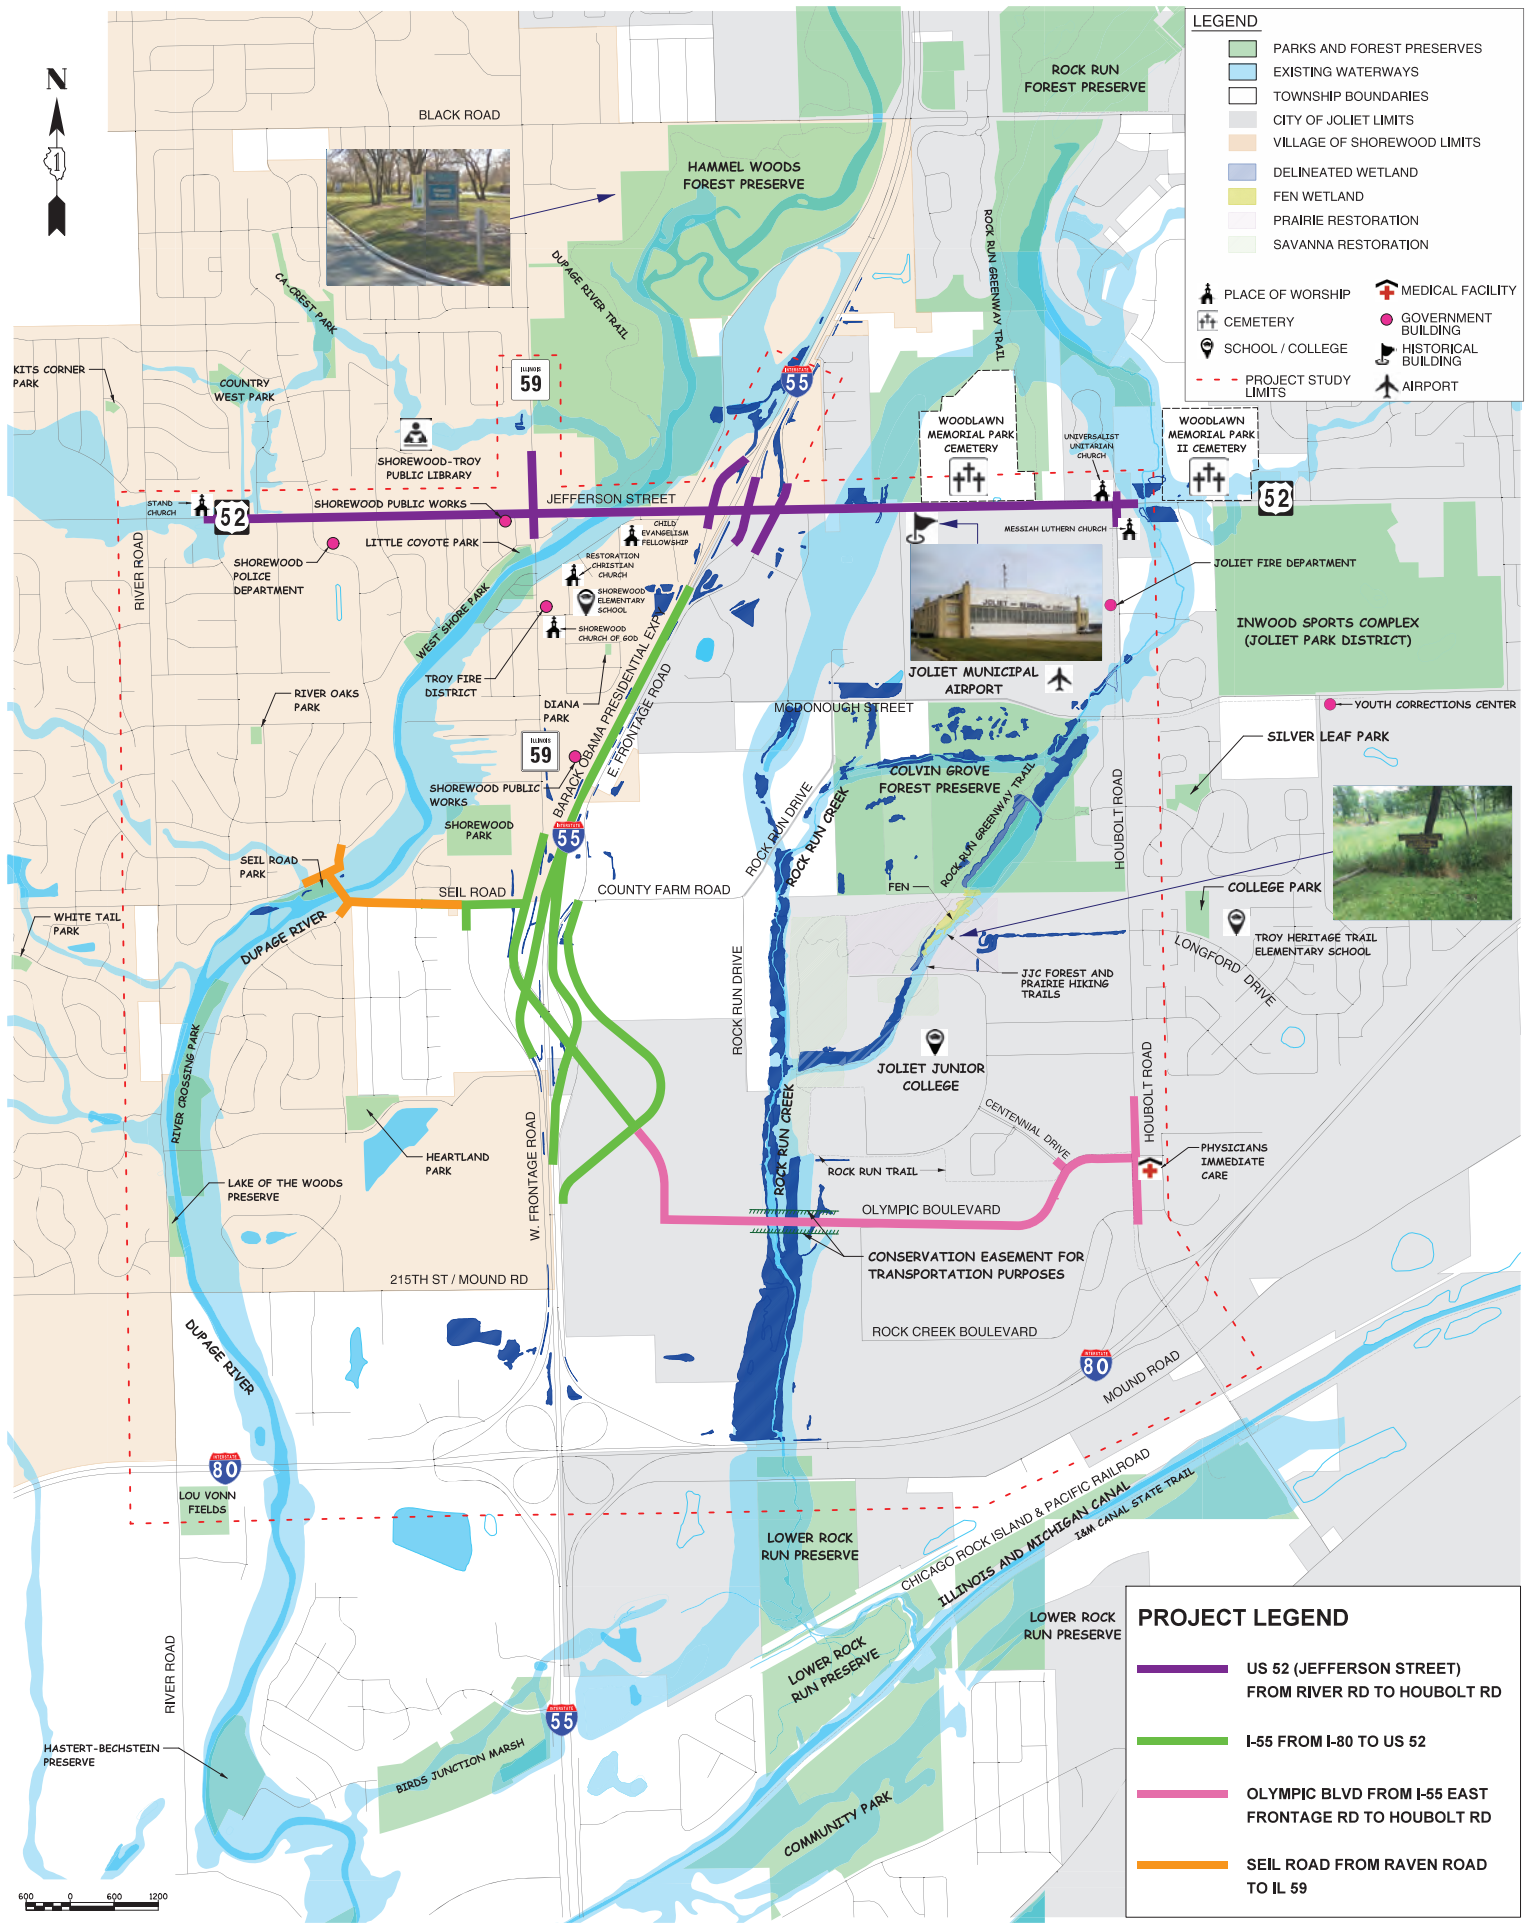 LEGEND
PARKS AND FOREST PRESERVES
EXISTING WATERWAYS
TOWNSHIP BOUNDARIES
CITY OF JOLIET LIMITS
VILLAGE OF SHOREWOOD LIMITS
DELINEATED WETLAND
FEN WETLAND
PRAIRIE RESTORATION
SAVANNA RESTORATION
PLACE OF WORSHIP
MEDICAL FACILITY
CEMETERY
GOVERNMENT
BUILDING
SCHOOL / COLLEGE
HISTORICAL
BUILDING
PROJECT STUDY
LIMITS
AIRPORT
N
1
BLACK ROAD
ROCK RUN
FOREST PRESERVE
HAMMEL WOODS
FOREST PRESERVE
DUPAGE RIVER TRAIL
ROCK RUN GREENWAY TRAIL
CA-CREST PARK
KITS CORNER
PARK
COUNTRY
WEST PARK
ILLINOIS
59
INTERSTATE
55
SHOREWOOD-TROY
PUBLIC LIBRARY
WOODLAWN
MEMORIAL PARK
CEMETERY
UNIVERSALIST
UNITARIAN
CHURCH
WOODLAWN
MEMORIAL PARK
II CEMETERY
STAND
CHURCH
52
SHOREWOOD PUBLIC WORKS
JEFFERSON STREET
52
MESSIAH LUTHERN CHURCH
CHILD
EVANGELISM
FELLOWSHIP
LITTLE COYOTE PARK
RIVER ROAD
SHOREWOOD
POLICE
DEPARTMENT
RESTORATION
CHRISTIAN
CHURCH
SHOREWOOD
ELEMENTARY
SCHOOL
SHOREWOOD
CHURCH OF GOD
WEST SHORE PARK
JOLIET FIRE DEPARTMENT
INWOOD SPORTS COMPLEX
(JOLIET PARK DISTRICT)
TROY FIRE
DISTRICT
DIANA
PARK
RIVER OAKS
PARK
BARACK OBAMA PRESIDENTIAL EXPY
E. FRONTAGE ROAD
JOLIET MUNICIPAL
AIRPORT
MCDONOUGH STREET
YOUTH CORRECTIONS CENTER
SILVER LEAF PARK
ILLINOIS
59
SHOREWOOD PUBLIC
WORKS
COLVIN GROVE
FOREST PRESERVE
ROCK RUN GREENWAY TRAIL
HOUBOLT ROAD
ROCK RUN DRIVE
ROCK RUN CREEK
SHOREWOOD
PARK
INTERSTATE
55
SEIL ROAD
PARK
SEIL ROAD
COUNTY FARM ROAD
FEN
COLLEGE PARK
WHITE TAIL
PARK
DUPAGE RIVER
TROY HERITAGE TRAIL
ELEMENTARY SCHOOL
LONGFORD DRIVE
JJC FOREST AND
PRAIRIE HIKING
TRAILS
ROCK RUN DRIVE
RIVER CROSSING PARK
JOLIET JUNIOR
COLLEGE
HOUBOLT ROAD
ROCK RUN CREEK
CENTENNIAL DRIVE
W. FRONTAGE ROAD
HEARTLAND
PARK
PHYSICIANS
IMMEDIATE
CARE
ROCK RUN TRAIL
LAKE OF THE WOODS
PRESERVE
OLYMPIC BOULEVARD
CONSERVATION EASEMENT FOR
TRANSPORTATION PURPOSES
215TH ST / MOUND RD
DUPAGE RIVER
ROCK CREEK BOULEVARD
INTERSTATE
80
MOUND ROAD
INTERSTATE
80
LOU VONN
FIELDS
CHICAGO ROCK ISLAND & PACIFIC RAILROAD
ILLINOIS AND MICHIGAN CANAL
I&M CANAL STATE TRAIL
LOWER ROCK
RUN PRESERVE
LOWER ROCK
RUN PRESERVE
LOWER ROCK
RUN PRESERVE
RIVER ROAD
INTERSTATE
55
HASTERT-BECHSTEIN
PRESERVE
BIRDS JUNCTION MARSH
COMMUNITY PARK
600 0 600 1200
PROJECT LEGEND
US 52 (JEFFERSON STREET)
FROM RIVER RD TO HOUBOLT RD
I-55 FROM I-80 TO US 52
OLYMPIC BLVD FROM I-55 EAST
FRONTAGE RD TO HOUBOLT RD
SEIL ROAD FROM RAVEN ROAD
TO IL 59